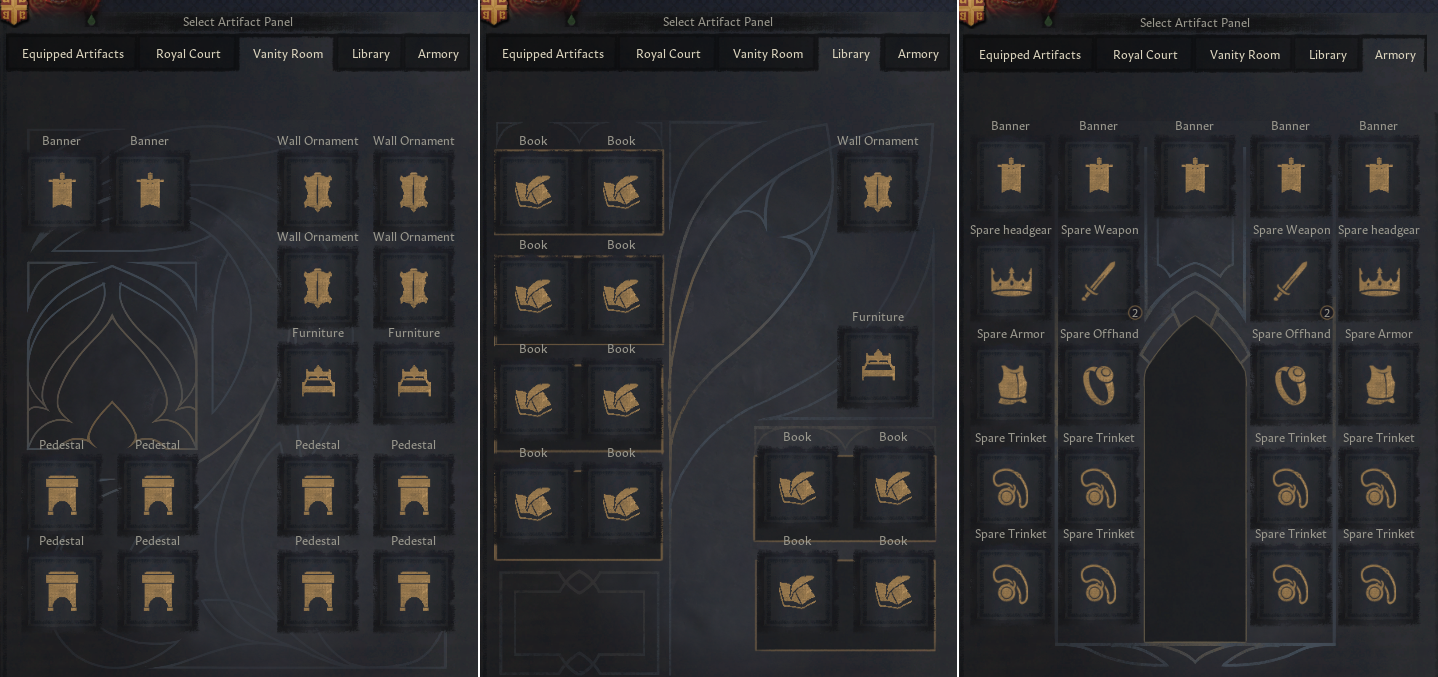 Select Artifact Panel
Equipped Artifacts Royal Court Vanity Room Library Armory
Banner Banner Wall Ornament Wall Ornament
Wall Ornament Wall Ornament
Furniture Furniture
Pedestal Pedestal Pedestal Pedestal
Pedestal Pedestal Pedestal Pedestal
Select Artifact Panel
Equipped Artifacts Royal Court Vanity Room Library Armory
Book Book Wall Ornament
Book Book
Furniture
Book Book
Book Book
Book Book
Book Book
Select Artifact Panel
Equipped Artifacts Royal Court Vanity Room Library Armory
Banner Banner Banner Banner Banner
Spare headgear Spare Weapon Spare Weapon Spare headgear
2 2
Spare Armor Spare Offhand Spare Offhand Spare Armor
Spare Trinket Spare Trinket Spare Trinket Spare Trinket
Spare Trinket Spare Trinket Spare Trinket Spare Trinket